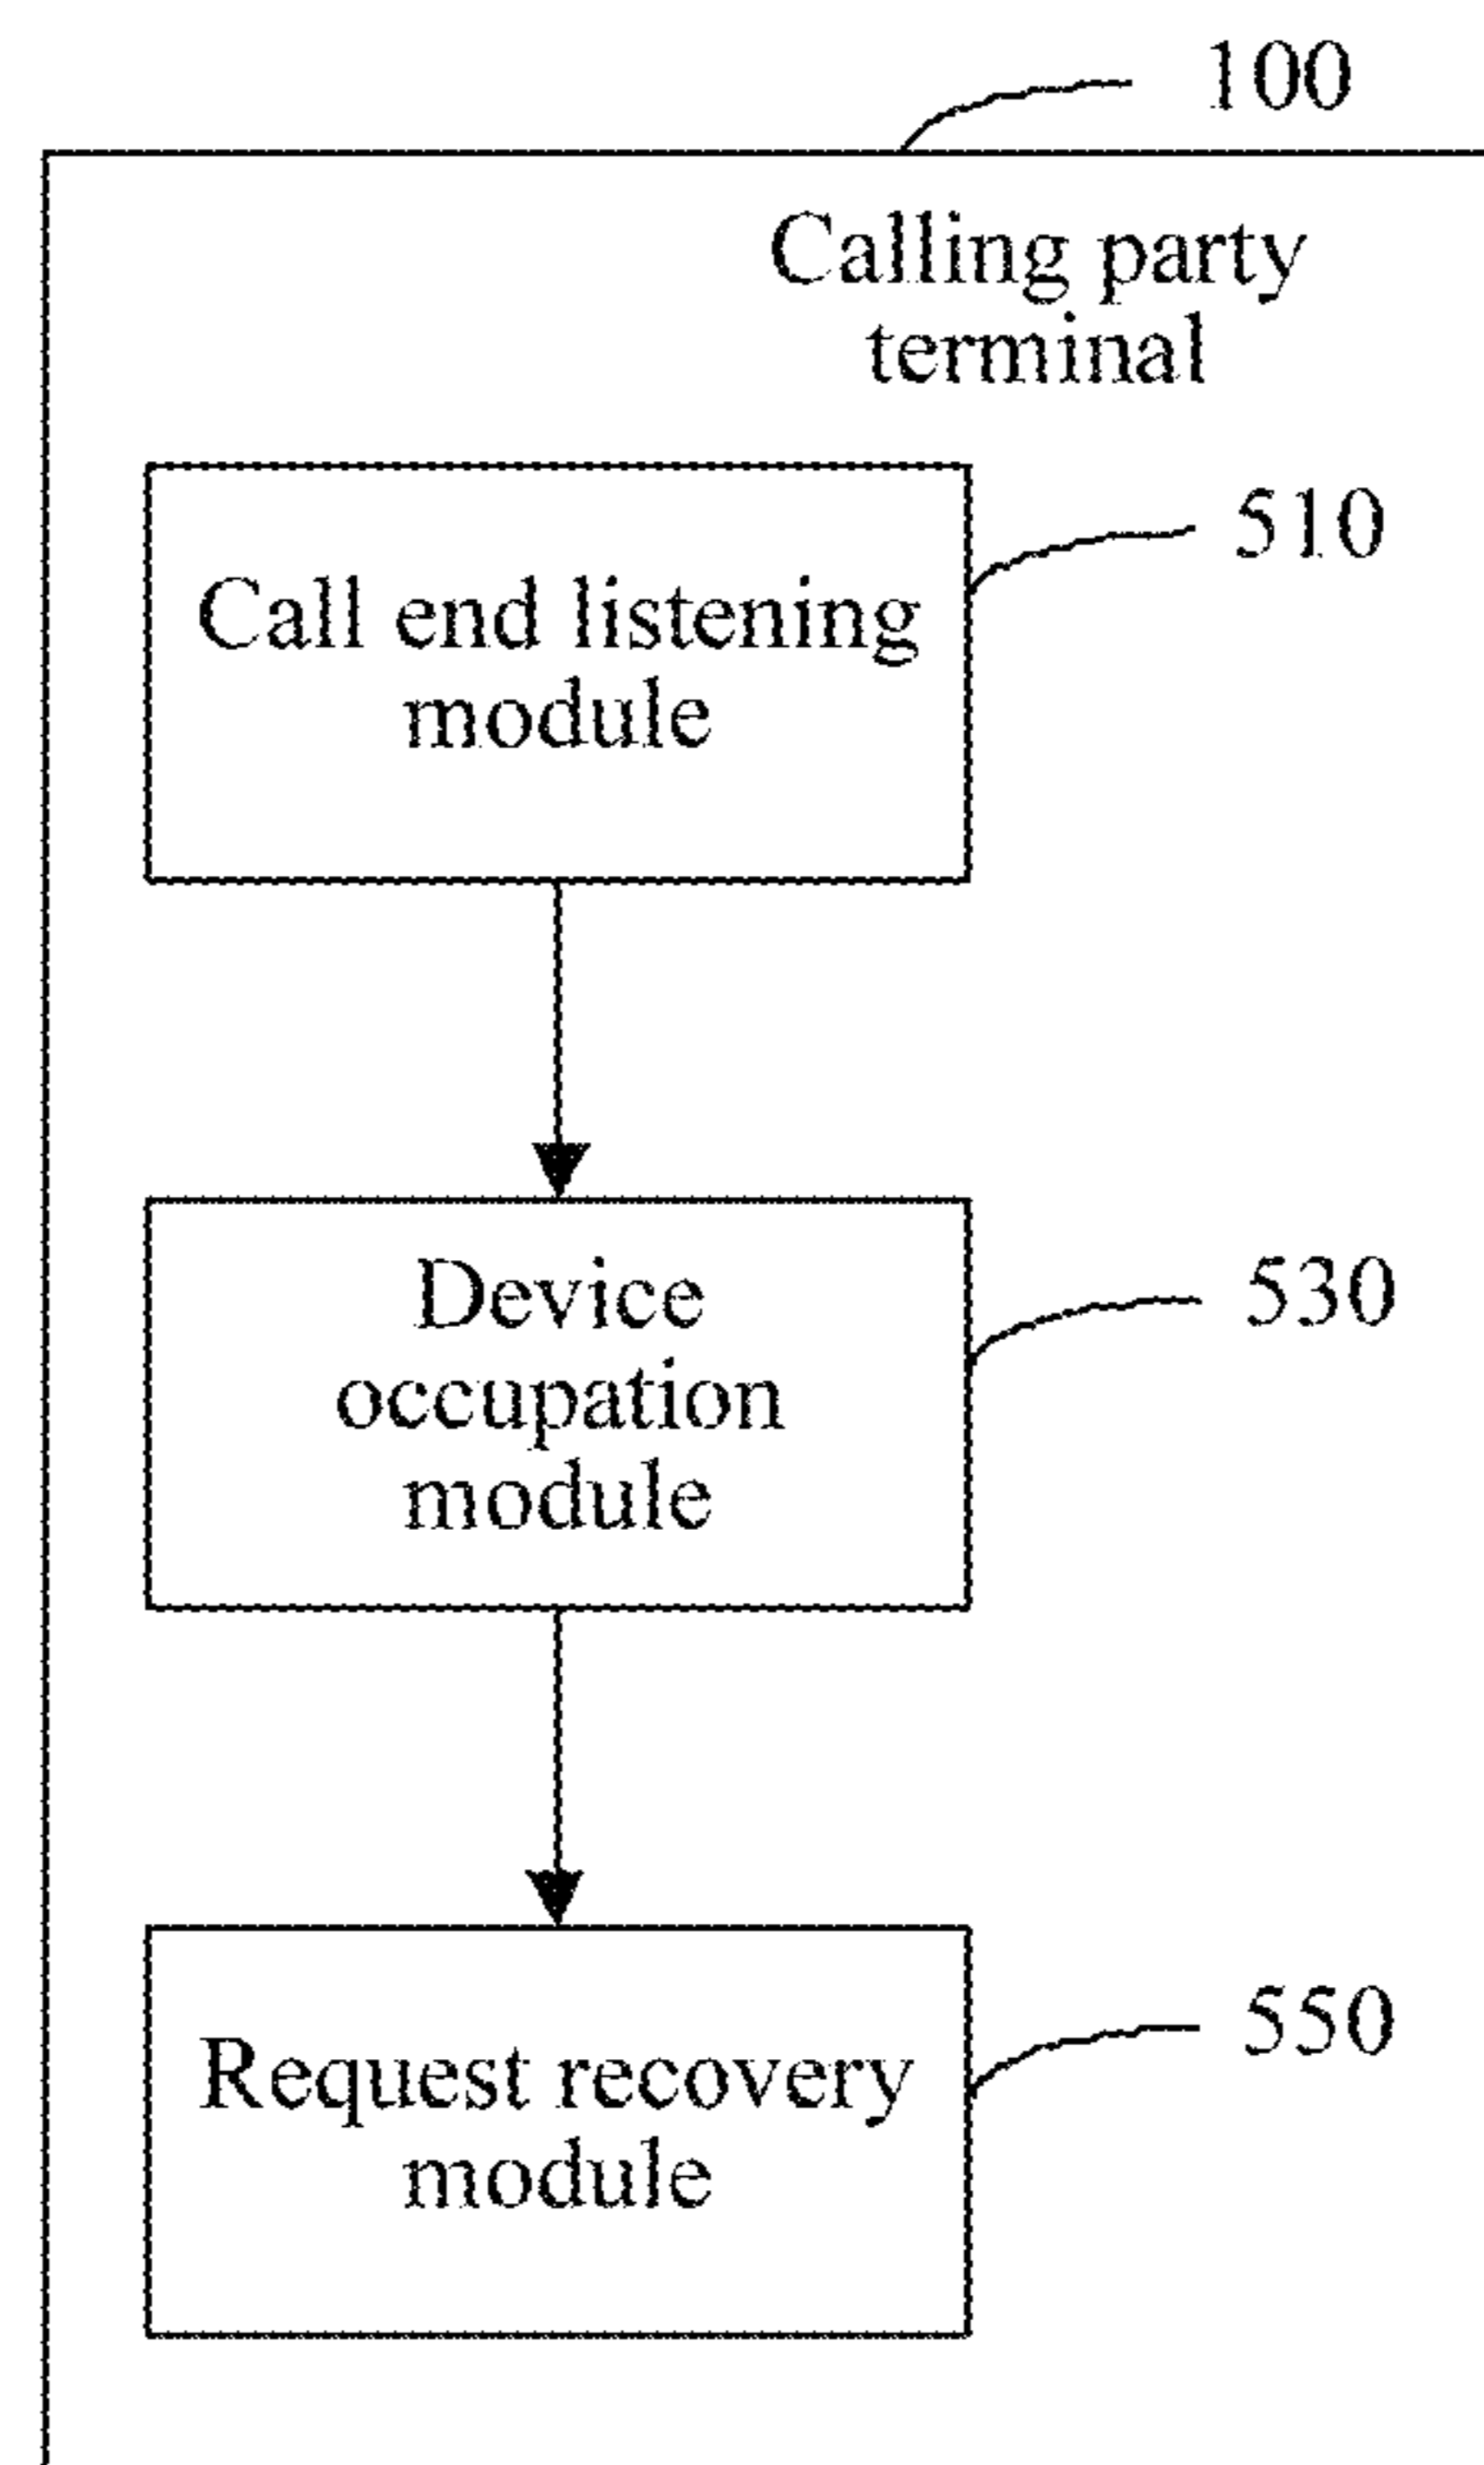 100
Calling party
terminal
510
Call end listening
module
530
Device
occupation
module
550
Request recovery
module